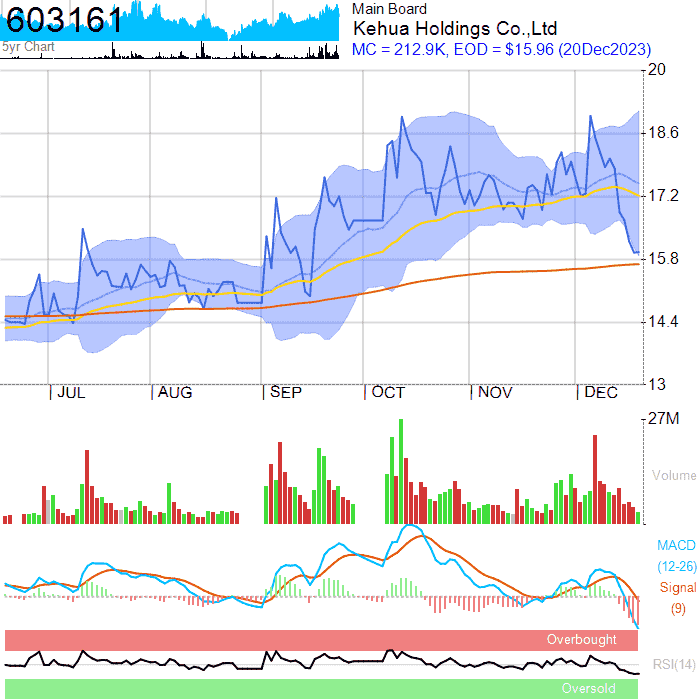 603161
5yr Chart
Main Board
Kehua Holdings Co.,Ltd
MC = 212.9K, EOD = $15.96 (20Dec2023)
20
18.6
17.2
15.8
14.4
13
JUL AUG SEP OCT NOV DEC
27M
Volume
MACD
(12-26)
Signal
(9)
Overbought
RSI(14)
Oversold